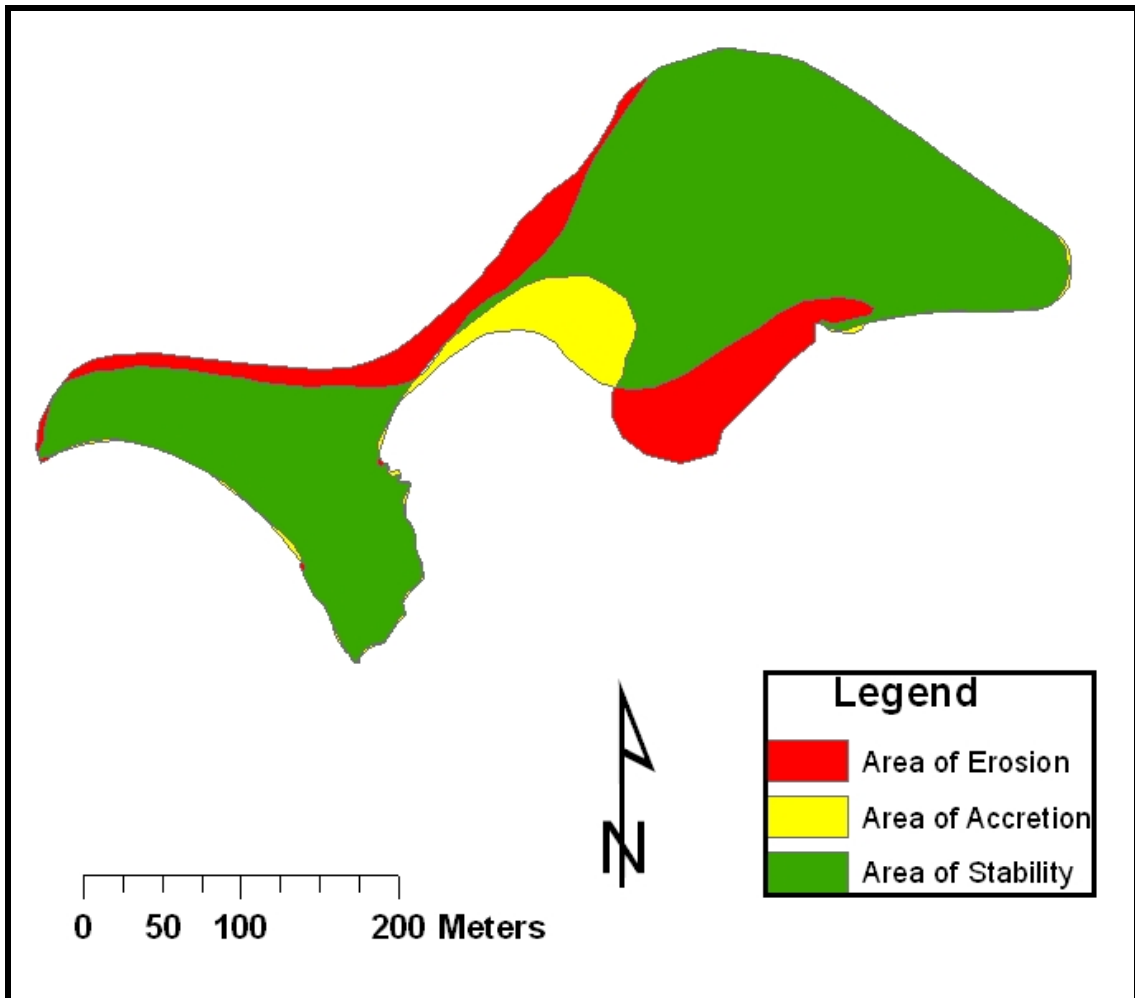 Legend
Area of Erosion
Area of Accretion
Area of Stability
N
0 50 100 200 Meters